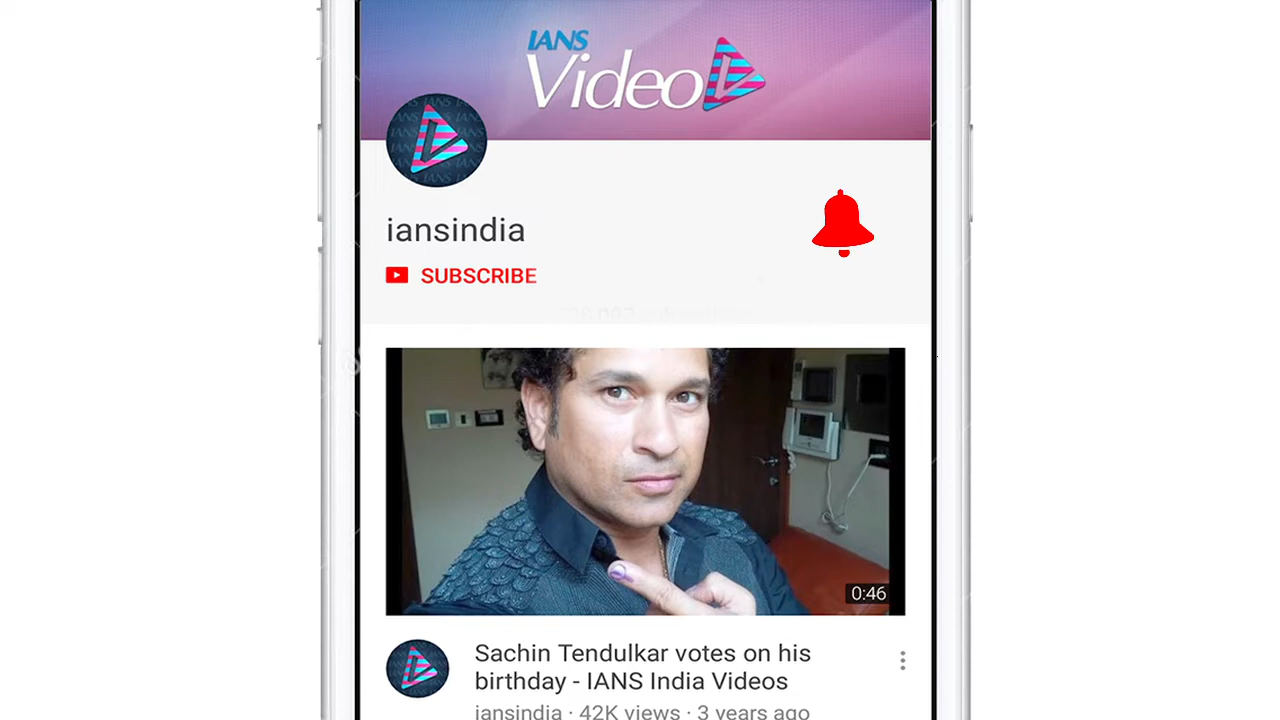 IANS
Video
iansindia
SUBSCRIBE
0:46
Sachin Tendulkar votes on his
birthday - IANS India Videos
iansindia · 42K views · 3 years ago